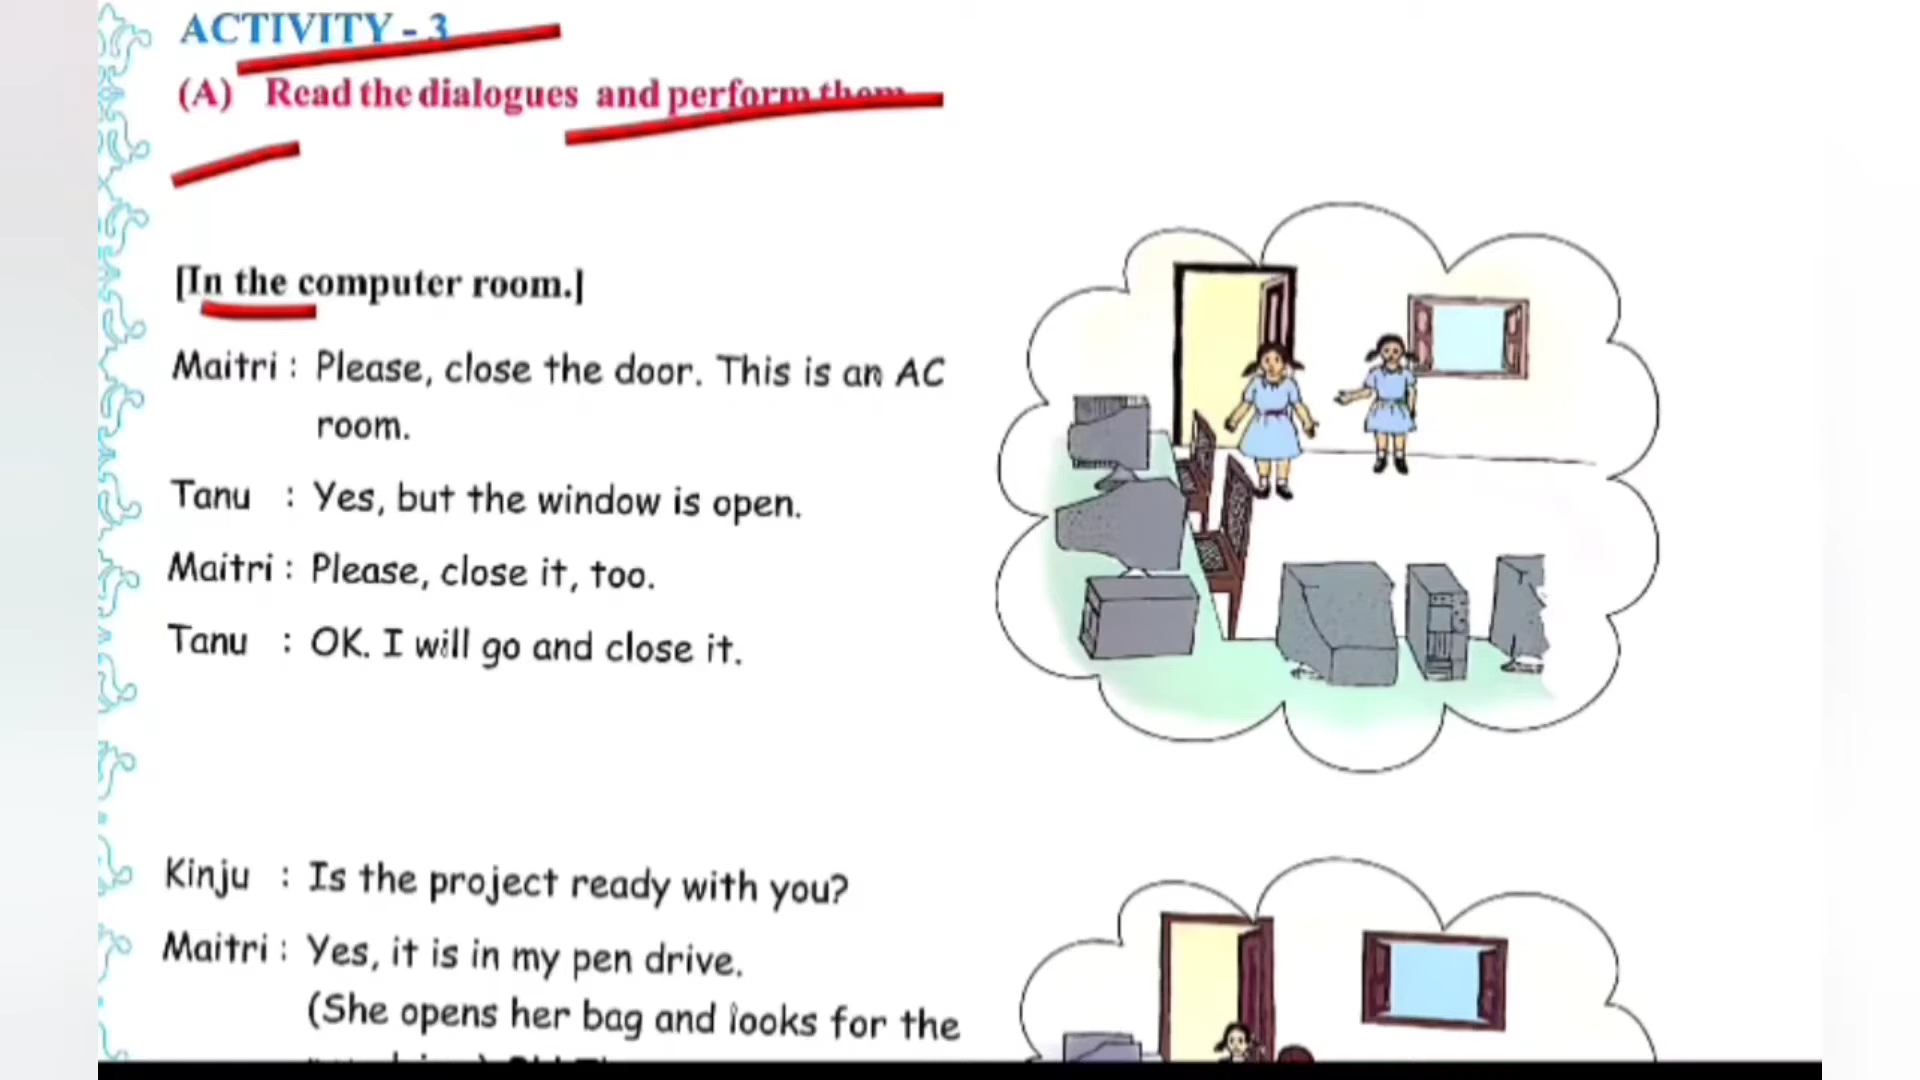 ACTIVITY - 3
(A) Read the dialogues and perform them
[In the computer room.]
Maitri : Please, close the door. This is an AC
room.
Tanu : Yes, but the window is open.
Maitri : Please, close it, too.
Tanu : OK. I will go and close it.
Kinju : Is the project ready with you?
Maitri : Yes, it is in my pen drive.
(She opens her bag and looks for the